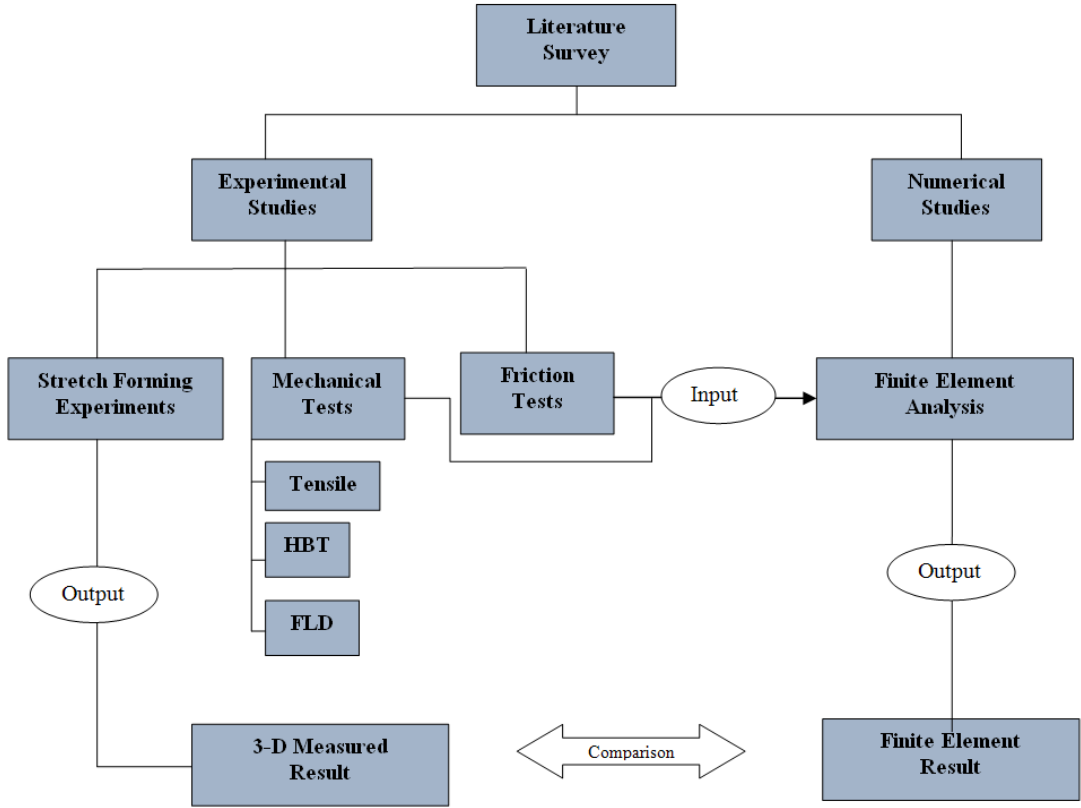 Literature
Survey
Experimental
Studies
Numerical
Studies
Stretch Forming
Experiments
Mechanical
Tests
Friction
Tests
Input
Finite Element
Analysis
Tensile
HBT
FLD
Output
Output
3-D Measured
Result
Comparison
Finite Element
Result